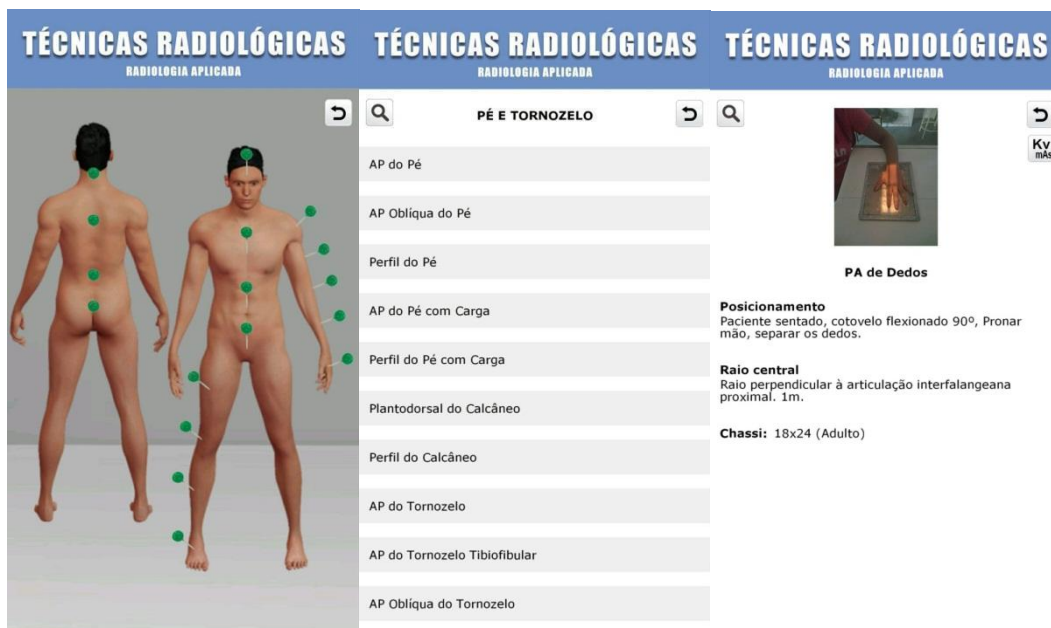 TÉCNICAS RADIOLÓGICAS
RADIOLOGIA APLICADA
TÉCNICAS RADIOLÓGICAS
RADIOLOGIA APLICADA
PÉ E TORNOZELO
AP do Pé
AP Oblíqua do Pé
Perfil do Pé
AP do Pé com Carga
Perfil do Pé com Carga
Plantodorsal do Calcâneo
Perfil do Calcâneo
AP do Tornozelo
AP do Tornozelo Tibiofibular
AP Oblíqua do Tornozelo
TÉCNICAS RADIOLÓGICAS
RADIOLOGIA APLICADA
Kv
mAs
PA de Dedos
Posicionamento
Paciente sentado, cotovelo flexionado 90º, Pronar
mão, separar os dedos.
Raio central
Raio perpendicular à articulação interfalangeana
proximal. 1m.
Chassi: 18x24 (Adulto)